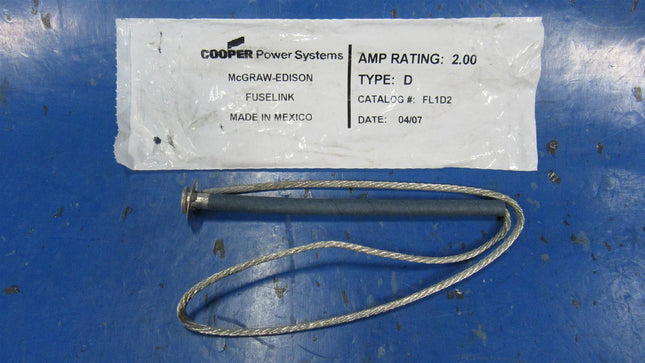 COOPER Power Systems
McGRAW-EDISON
FUSELINK
MADE IN MEXICO
AMP RATING: 2.00
TYPE: D
CATALOG #: FL1D2
DATE: 04/07